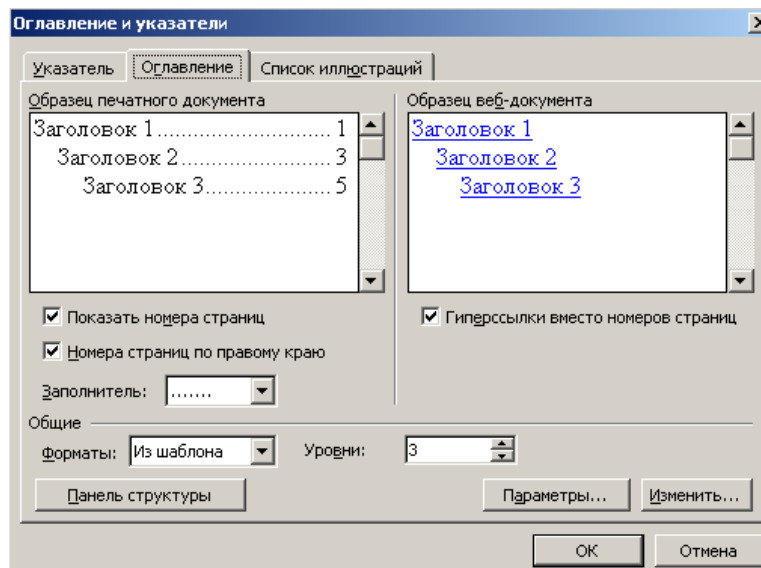 Оглавление и указатели
Указатель Оглавление Список иллюстраций
Образец печатного документа
Заголовок 1............................. 1
Заголовок 2......................... 3
Заголовок 3..................... 5
Образец веб-документа
Заголовок 1
Заголовок 2
Заголовок 3
Показать номера страниц
Номера страниц по правому краю
Заполнитель: .......
Гиперссылки вместо номеров страниц
Общие
Форматы: Из шаблона Уровни: 3
Панель структуры Параметры... Изменить...
ОК Отмена